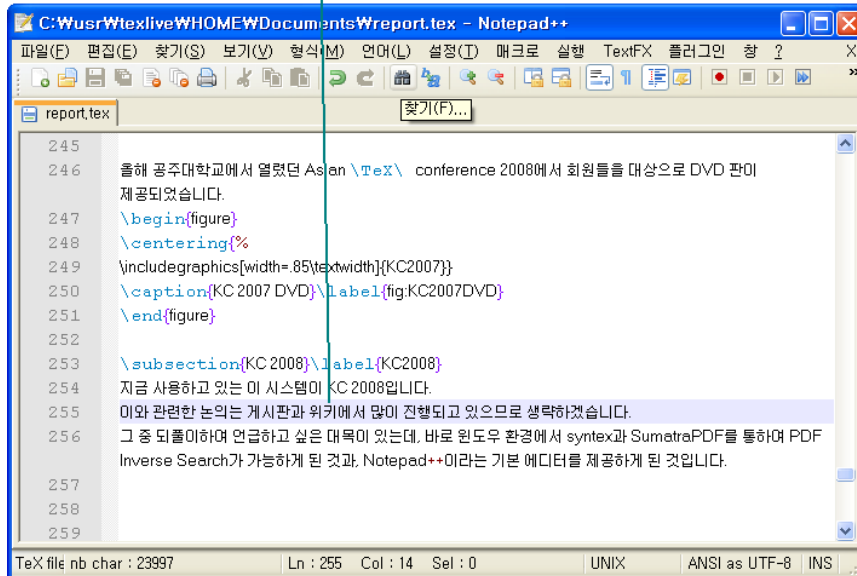 C:₩usr₩texlive₩HOME₩Documents₩report.tex - Notepad++
파일(F) 편집(E) 찾기(S) 보기(V) 형식(M) 언어(L) 설정(T) 매크로 실행 TextFX 플러그인 창 ? X
찾기(F)...
report.tex
245
246 올해 공주대학교에서 열렸던 Asian \TeX\ conference 2008에서 회원들을 대상으로 DVD 판이
제공되었습니다.
247 \begin{figure}
248 \centering{%
249 \includegraphics[width=.85\textwidth]{KC2007}}
250 \caption{KC 2007 DVD}\label{fig:KC2007DVD}
251 \end{figure}
252
253 \subsection{KC 2008}\label{KC2008}
254 지금 사용하고 있는 이 시스템이 KC 2008입니다.
255 이와 관련한 논의는 게시판과 위키에서 많이 진행되고 있으므로 생략하겠습니다.
256 그 중 되풀이하여 언급하고 싶은 대목이 있는데, 바로 윈도우 환경에서 syntex과 SumatraPDF를 통하여 PDF
Inverse Search가 가능하게 된 것과, Notepad++이라는 기본 에디터를 제공하게 된 것입니다.
257
258
259
TeX file nb char : 23997 Ln : 255 Col : 14 Sel : 0 UNIX ANSI as UTF-8 INS